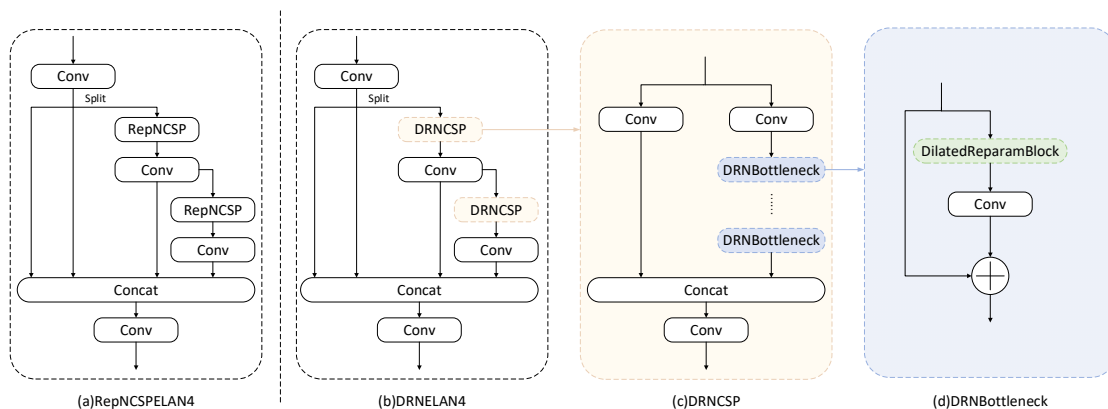 Conv
Split
RepNCSP
Conv
RepNCSP
Conv
Concat
Conv
(a)RepNCSPELAN4
Conv
Split
DRNCSP
Conv
DRNCSP
Conv
Concat
Conv
(b)DRNELAN4
Conv
Conv
DRNBottleneck
DRNBottleneck
Concat
Conv
(c)DRNCSP
DilatedReparamBlock
Conv
(d)DRNBottleneck